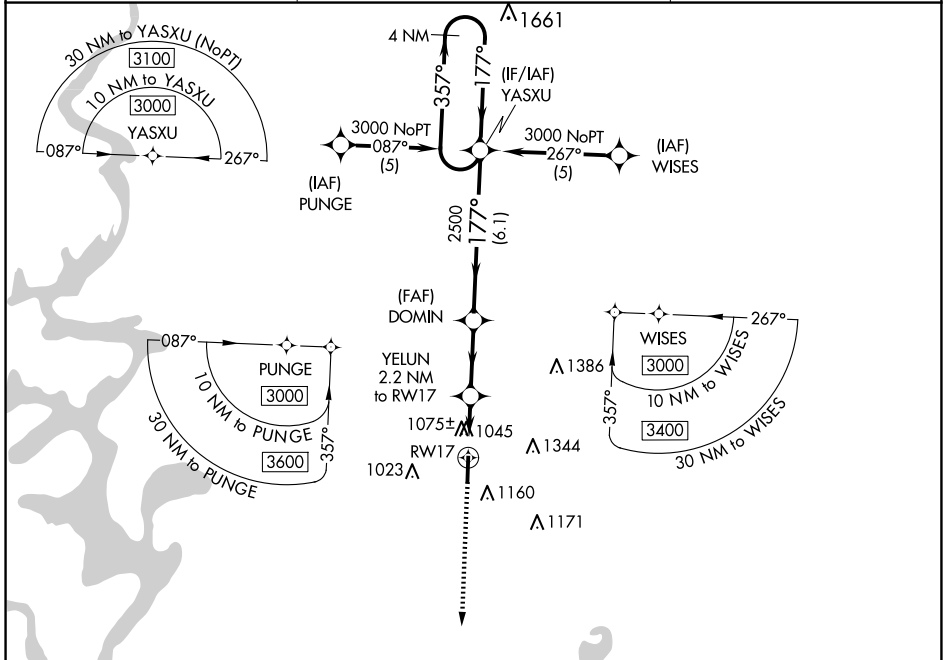 1661
4 NM
357°
177°
(IF/IAF)
YASXU
30 NM to YASXU (NoPT)
3100
10 NM to YASXU
3000
YASXU
087°
267°
3000 NoPT
087°
(5)
(IAF)
PUNGE
3000 NoPT
267°
(5)
(IAF)
WISES
2500
177°
(6.1)
(FAF)
DOMIN
YELUN
2.2 NM
to RW17
1075±
1045
RW17
1023
1386
1344
1160
1171
087°
PUNGE
3000
10 NM to PUNGE
3600
30 NM to PUNGE
357°
WISES
267°
3000
10 NM to WISES
3400
30 NM to WISES
357°